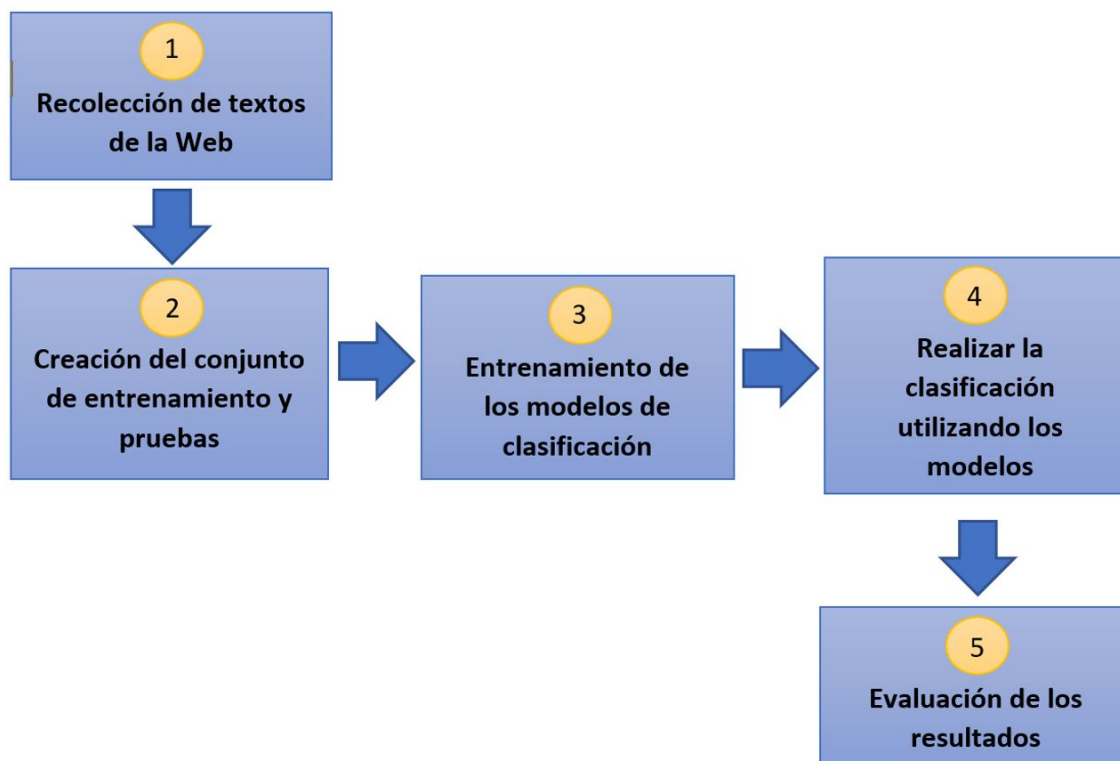 1
Recolección de textos
de la Web
2
Creación del conjunto
de entrenamiento y
pruebas
3
Entrenamiento de
los modelos de
clasificación
4
Realizar la
clasificación
utilizando los
modelos
5
Evaluación de los
resultados